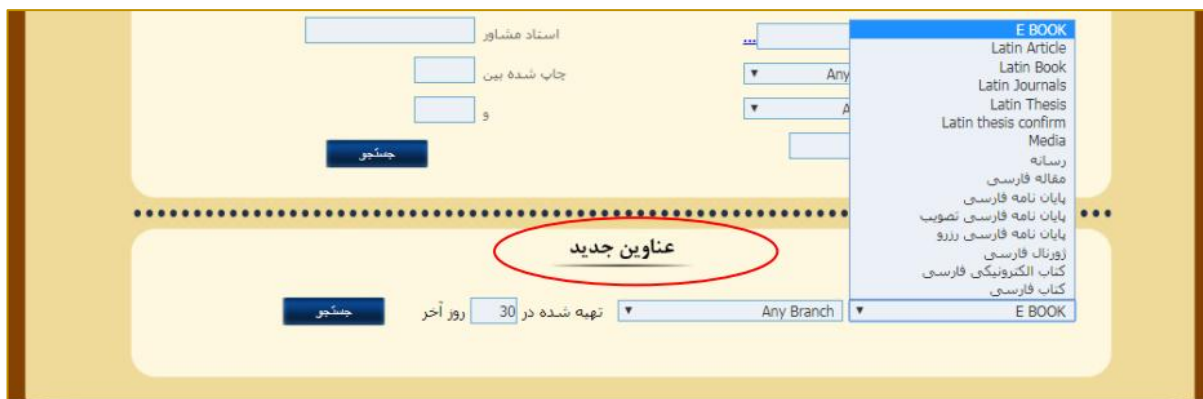 استاد مشاور
...
چاپ شده بین
Any
و
A
جستجو
E BOOK
Latin Article
Latin Book
Latin Journals
Latin Thesis
Latin thesis confirm
Media
رسانه
مقاله فارسی
پایان نامه فارسی
پایان نامه فارسی تصویب
پایان نامه فارسی رزرو
ژورنال فارسی
کتاب الکترونیکی فارسی
کتاب فارسی
عناوین جدید
E BOOK Any Branch تهیه شده در 30 روز آخر جستجو